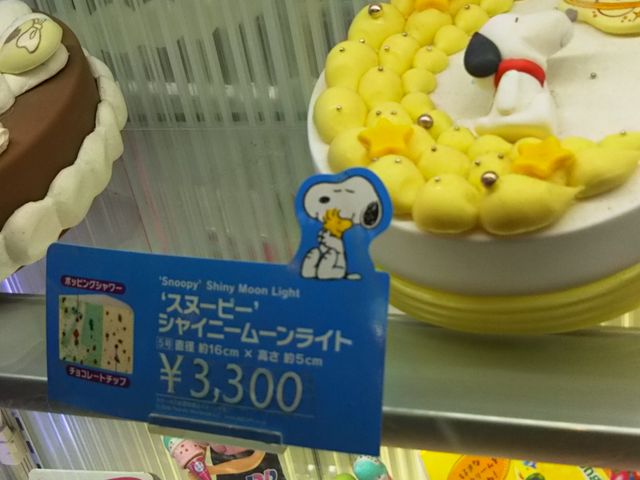 'Snoopy' Shiny Moon Light
'スヌーピー'
シャイニームーンライト
5号 直径 約16cm × 高さ 約5cm
¥3,300
ポッピングシャワー
チョコレートチップ